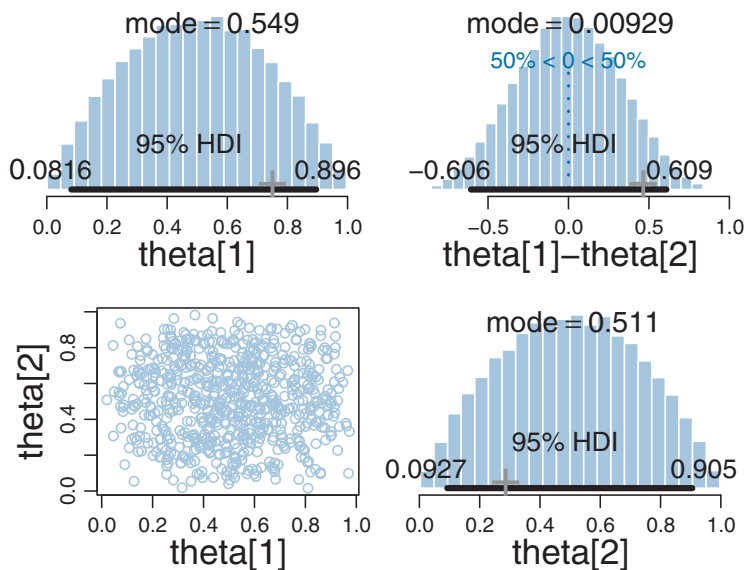 mode = 0.549
95% HDI
0.0816 0.896
0.0 0.2 0.4 0.6 0.8 1.0
theta[1]
mode = 0.00929
50% < 0 < 50%
95% HDI
−0.606 0.609
−0.5 0.0 0.5 1.0
theta[1]−theta[2]
theta[2]
0.8
0.4
0.0
0.0 0.2 0.4 0.6 0.8 1.0
theta[1]
mode = 0.511
95% HDI
0.0927 0.905
0.0 0.2 0.4 0.6 0.8 1.0
theta[2]